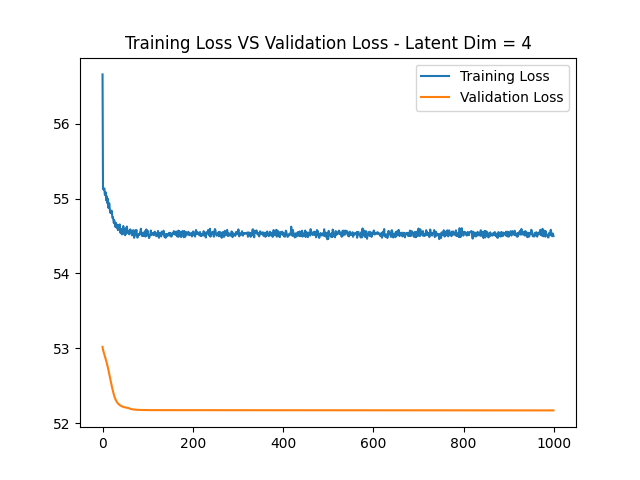 Training Loss VS Validation Loss - Latent Dim = 4
Training Loss
Validation Loss
56
55
54
53
52
0 200 400 600 800 1000